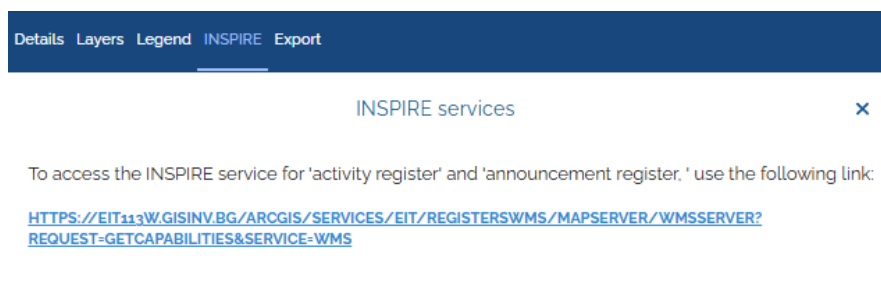 Details Layers Legend INSPIRE Export
INSPIRE services ×
To access the INSPIRE service for 'activity register' and 'announcement register, ' use the following link:
HTTPS://EIT113W.GISINV.BG/ARCGIS/SERVICES/EIT/REGISTERSWMS/MAPSERVER/WMSSERVER?
REQUEST=GETCAPABILITIES&SERVICE=WMS